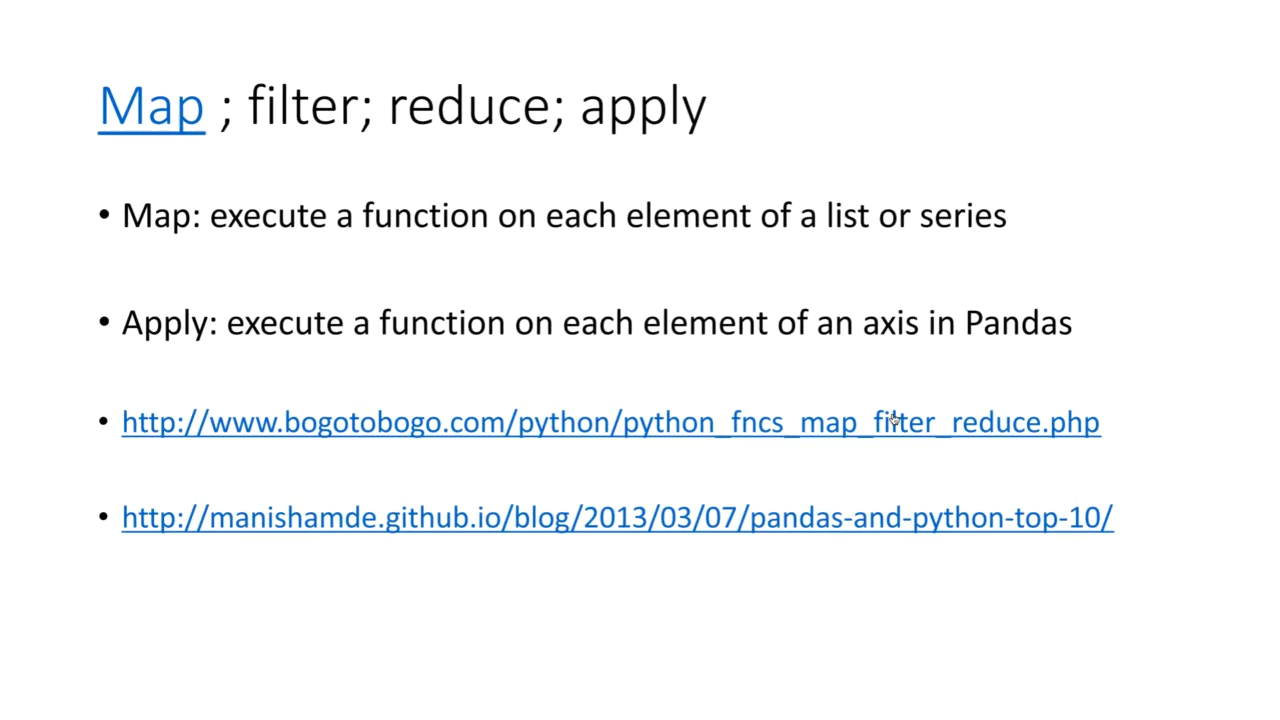 Map ; filter; reduce; apply
• Map: execute a function on each element of a list or series
• Apply: execute a function on each element of an axis in Pandas
• http://www.bogotobogo.com/python/python_fncs_map_filter_reduce.php
• http://manishamde.github.io/blog/2013/03/07/pandas-and-python-top-10/